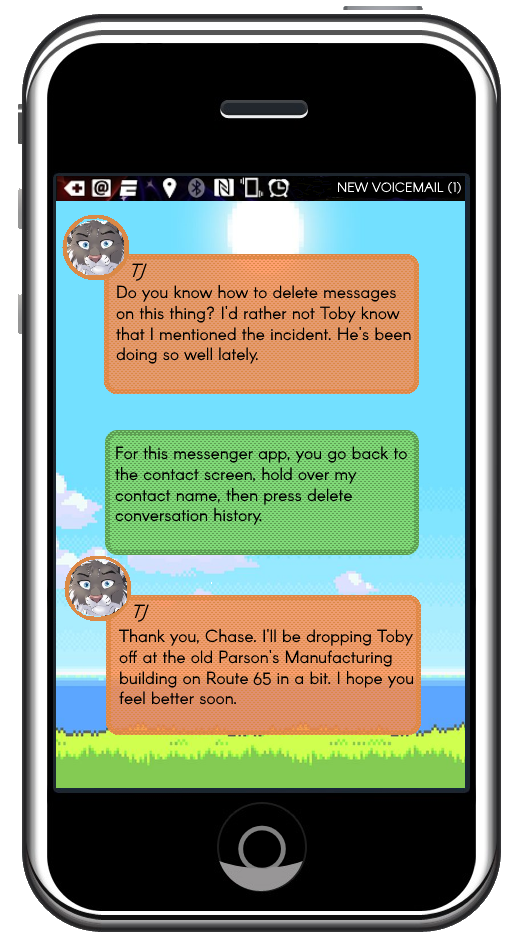 NEW VOICEMAIL (1)
TJ
Do you know how to delete messages
on this thing? I'd rather not Toby know
that I mentioned the incident. He's been
doing so well lately.
For this messenger app, you go back to
the contact screen, hold over my
contact name, then press delete
conversation history.
TJ
Thank you, Chase. I'll be dropping Toby
off at the old Parson's Manufacturing
building on Route 65 in a bit. I hope you
feel better soon.